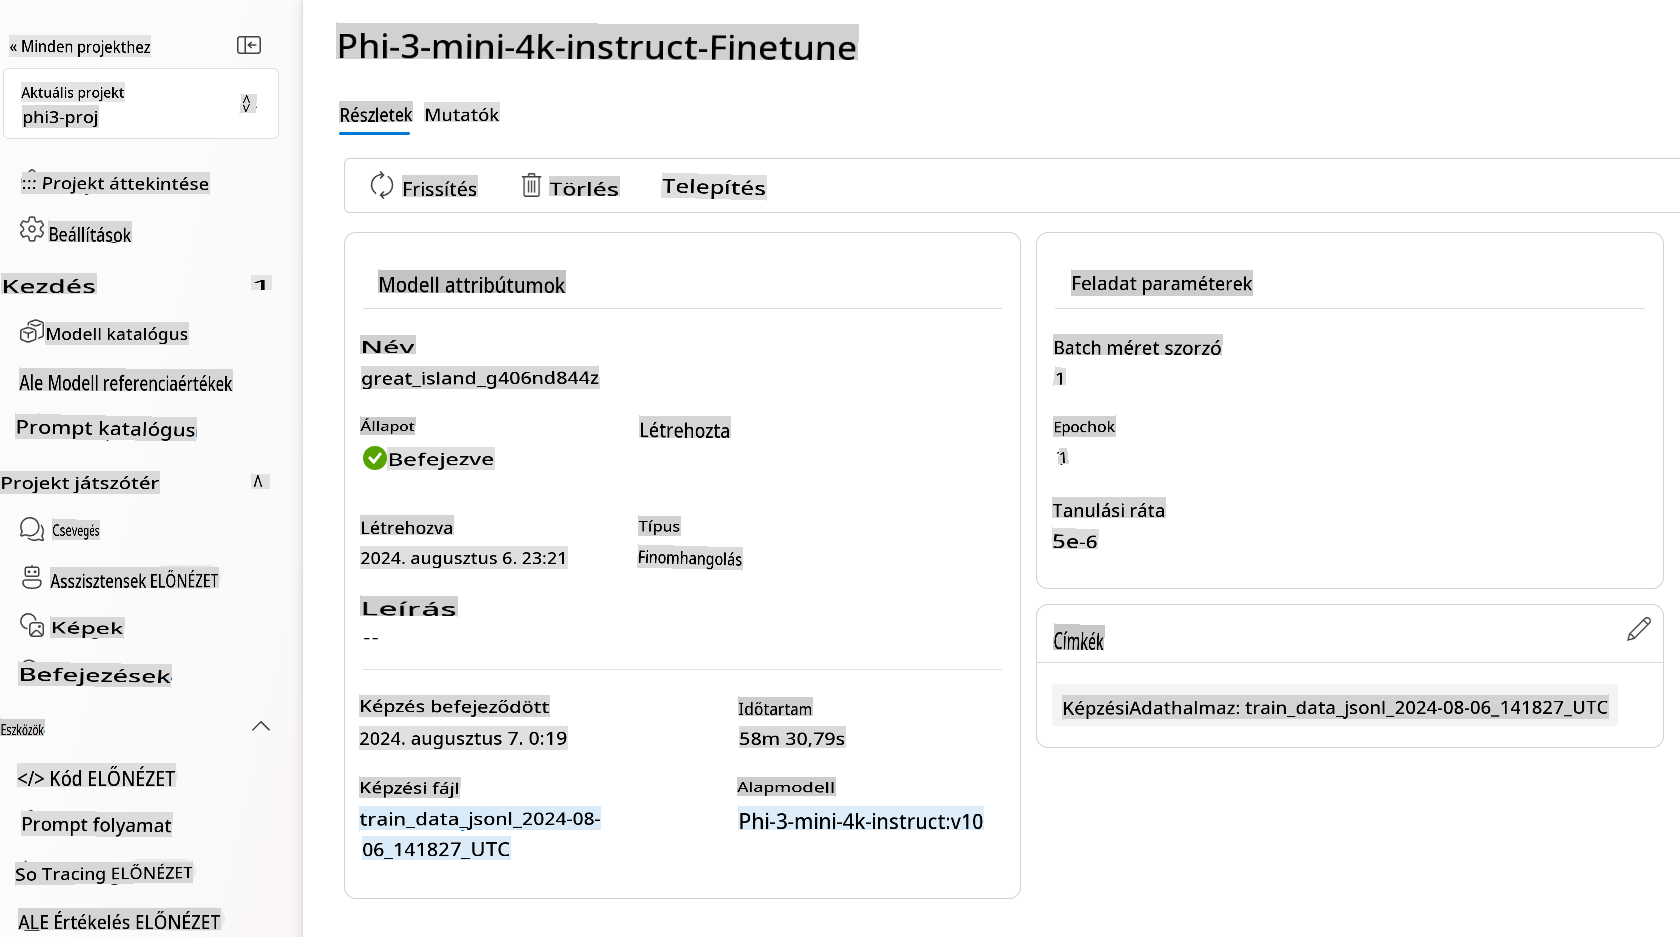 « Minden projekthez
Aktuális projekt
phi3-proj
::: Projekt áttekintése
Beállítások
Kezdés
1
Modell katalógus
Ale Modell referenciaértékek
Prompt katalógus
Projekt játszótér
Csevegés
Asszisztensek ELŐNÉZET
Képek
Befejezések
Eszközök
</> Kód ELŐNÉZET
Prompt folyamat
So Tracing ELŐNÉZET
ALE Értékelés ELŐNÉZET
Phi-3-mini-4k-instruct-Finetune
Részletek Mutatók
Frissítés Törlés Telepítés
Modell attribútumok
Név
great_island_g406nd844z
Állapot
Befejezve
Létrehozta
Létrehozva
2024. augusztus 6. 23:21
Típus
Finomhangolás
Leírás
--
Képzés befejeződött
2024. augusztus 7. 0:19
Időtartam
58m 30,79s
Képzési fájl
train_data_jsonl_2024-08-
06_141827_UTC
Alapmodell
Phi-3-mini-4k-instruct:v10
Feladat paraméterek
Batch méret szorzó
1
Epochok
1
Tanulási ráta
5e-6
Címkék
KépzésiAdathalmaz: train_data_jsonl_2024-08-06_141827_UTC